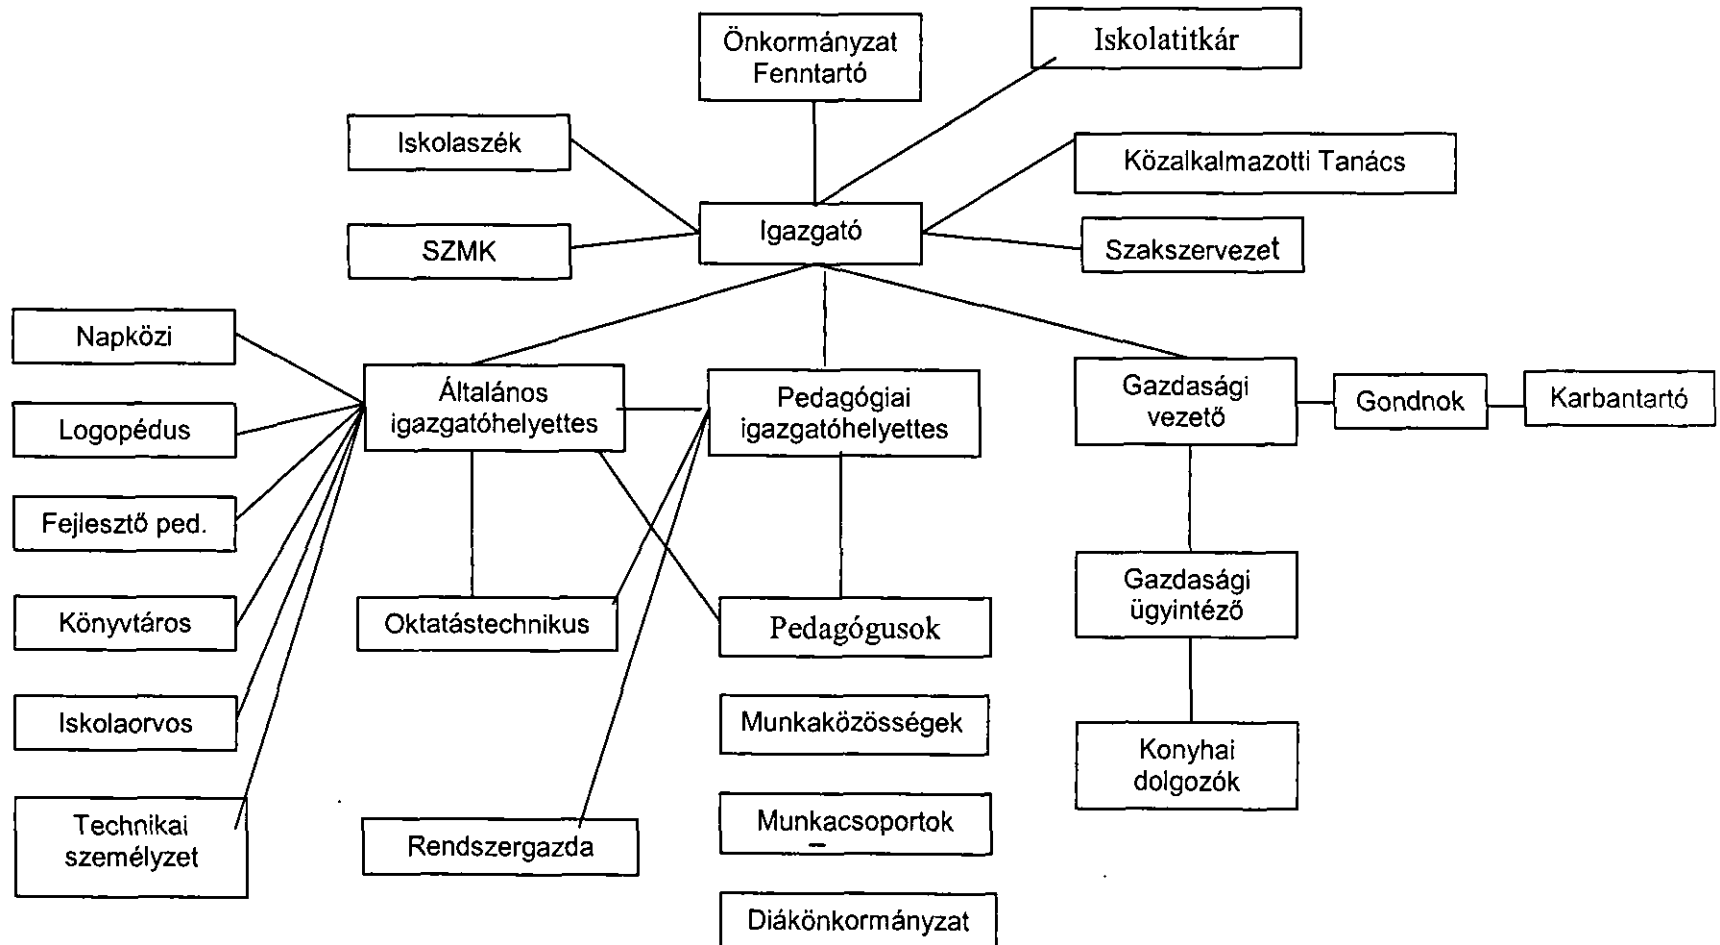 Önkormányzat
Fenntartó
Iskolatitkár
Iskolaszék
Közalkalmazotti Tanács
Igazgató
SZMK
Szakszervezet
Napközi
Általános
igazgatóhelyettes
Pedagógiai
igazgatóhelyettes
Gazdasági
vezető
Gondnok
Karbantartó
Logopédus
Fejlesztő ped.
Gazdasági
ügyintéző
Könyvtáros
Oktatástechnikus
Pedagógusok
Iskolaorvos
Munkaközösségek
Konyhai
dolgozók
Technikai
személyzet
Rendszergazda
Munkacsoportok
Diákönkormányzat